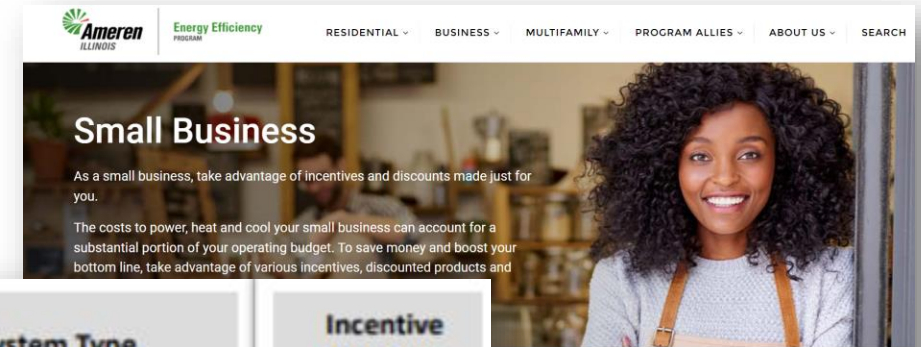 Ameren
ILLINOIS
Energy Efficiency
PROGRAM
RESIDENTIAL
BUSINESS
MULTIFAMILY
PROGRAM ALLIES
ABOUT US
SEARCH
Small Business
As a small business, take advantage of incentives and discounts made just for
you.
The costs to power, heat and cool your small business can account for a
substantial portion of your operating budget. To save money and boost your
bottom line, take advantage of various incentives, discounted products and
Type
Incentive